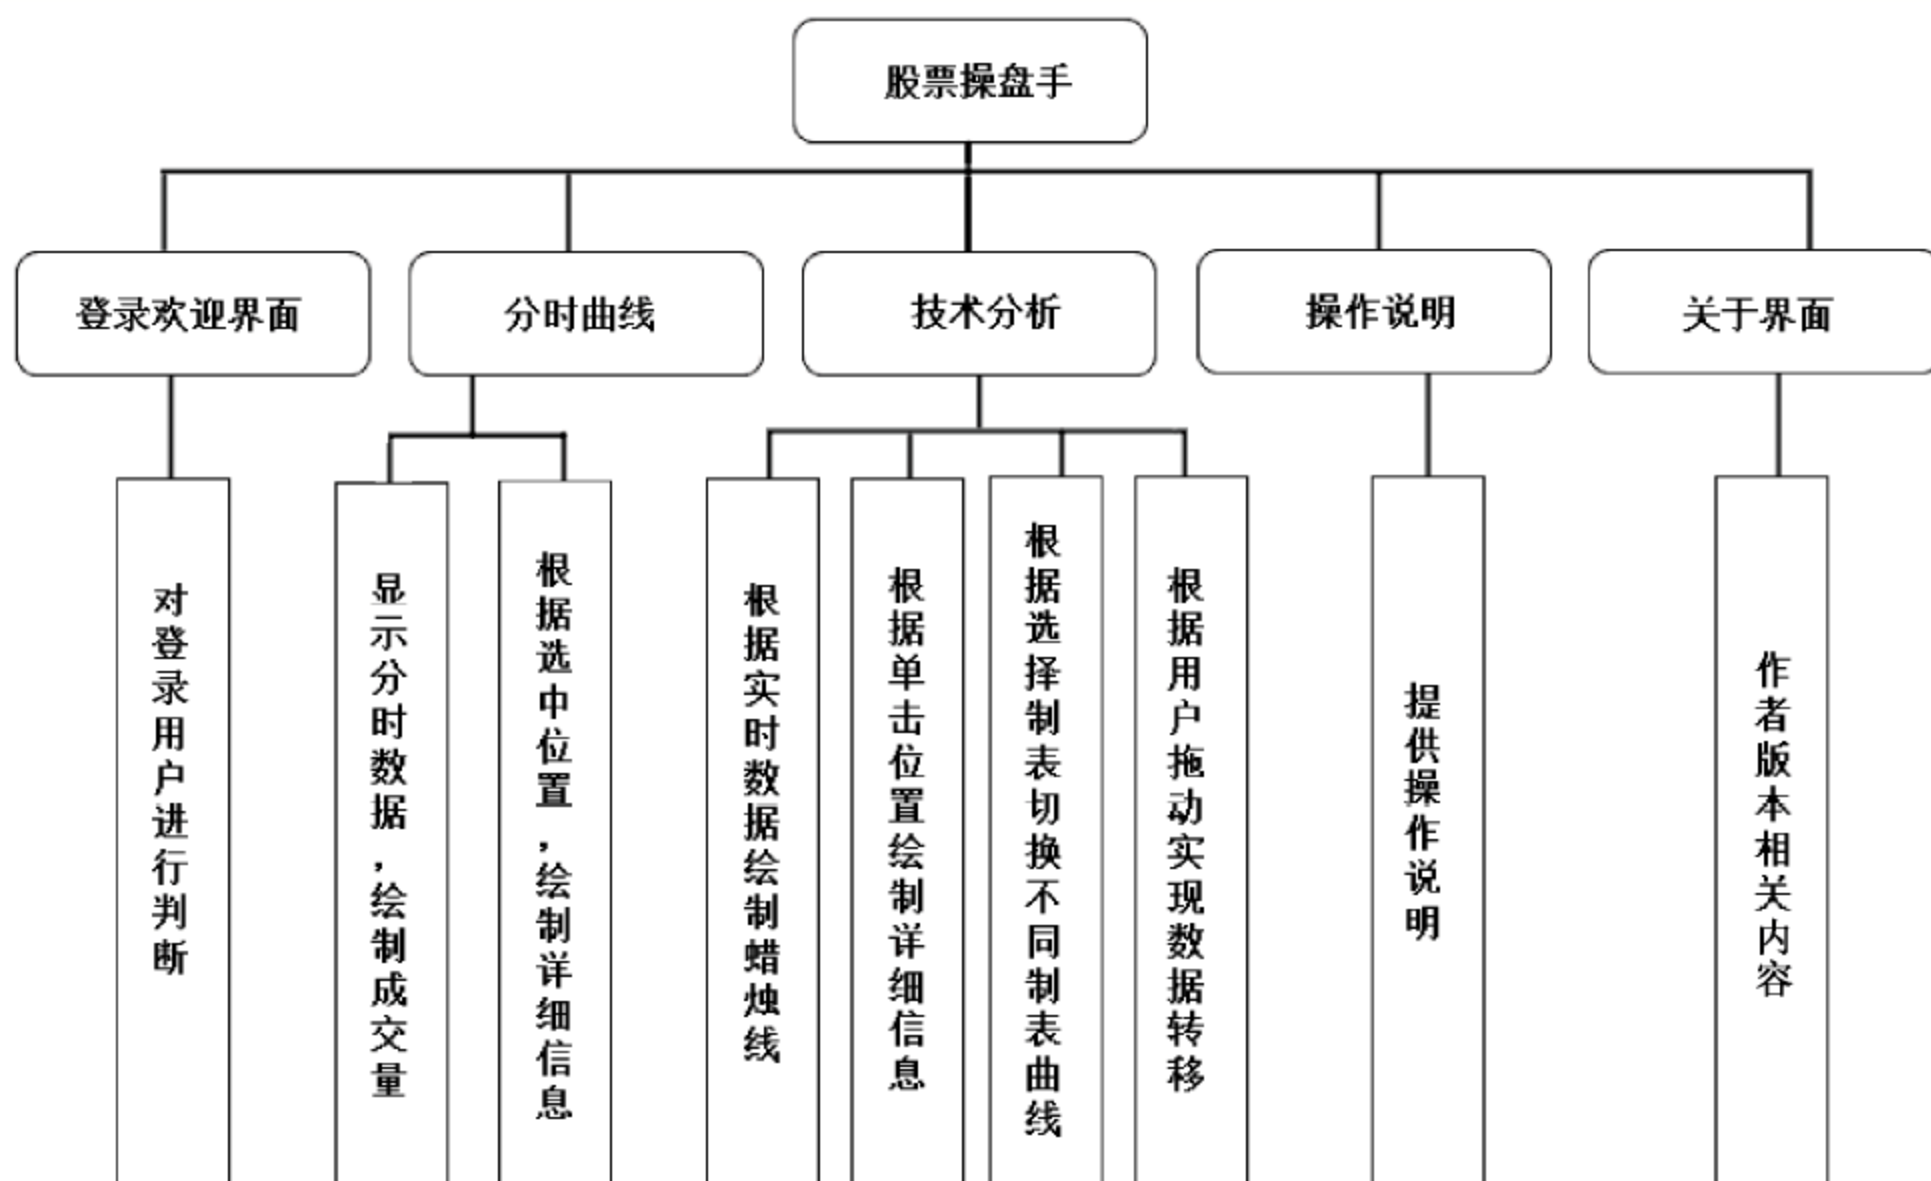 股票操盘手
登录欢迎界面
分时曲线
技术分析
操作说明
关于界面
对登录用户进行判断
显示分时数据，绘制成交量
根据选中位置，绘制详细信息
根据实时数据绘制蜡烛线
根据单击位置绘制详细信息
根据选择制表切换不同制表曲线
根据用户拖动实现数据转移
提供操作说明
作者版本相关内容